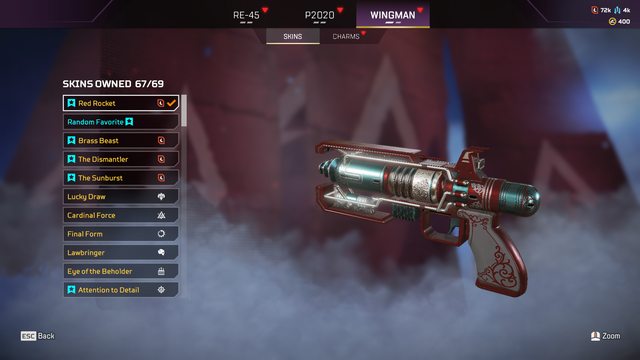 RE-45 P2020 WINGMAN
72k 4k
400
SKINS CHARMS
SKINS OWNED 67/69
Red Rocket
Random Favorite
Brass Beast
The Dismantler
The Sunburst
Lucky Draw
Cardinal Force
Final Form
Lawbringer
Eye of the Beholder
Attention to Detail
ESC Back Zoom